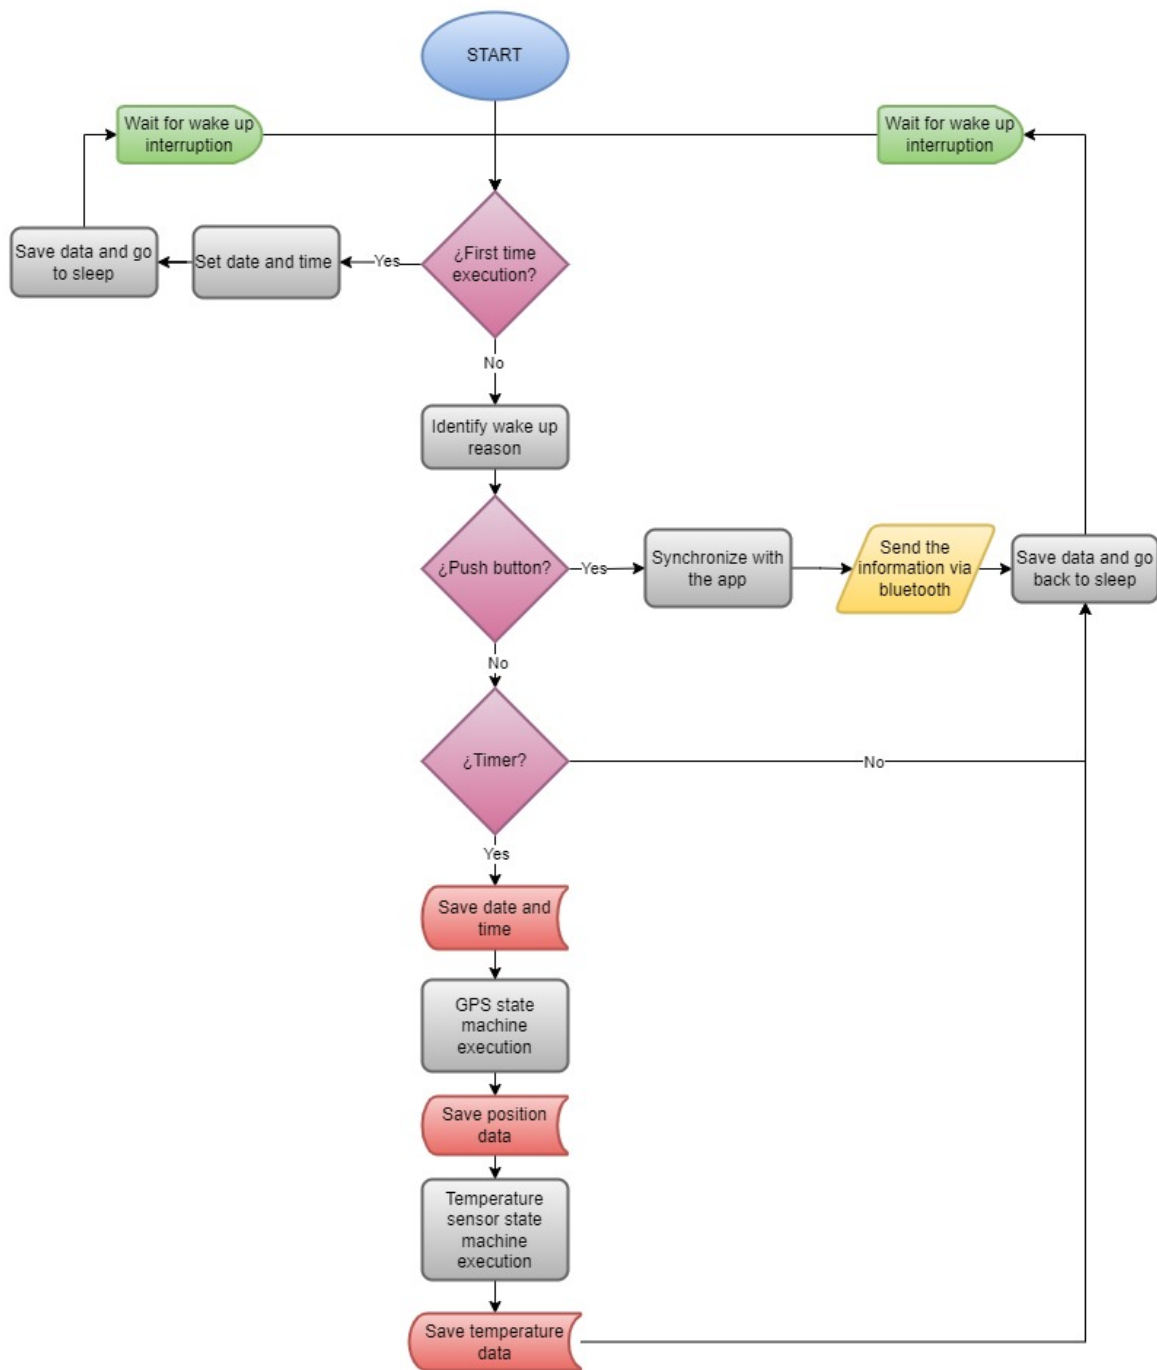 START
Wait for wake up
interruption
Wait for wake up
interruption
¿First time
execution?
Yes
Set date and time
Save data and go
to sleep
No
Identify wake up
reason
¿Push button?
Yes
Synchronize with
the app
Send the
information via
bluetooth
Save data and go
back to sleep
No
¿Timer?
No
Yes
Save date and
time
GPS state
machine
execution
Save position
data
Temperature
sensor state
machine
execution
Save temperature
data